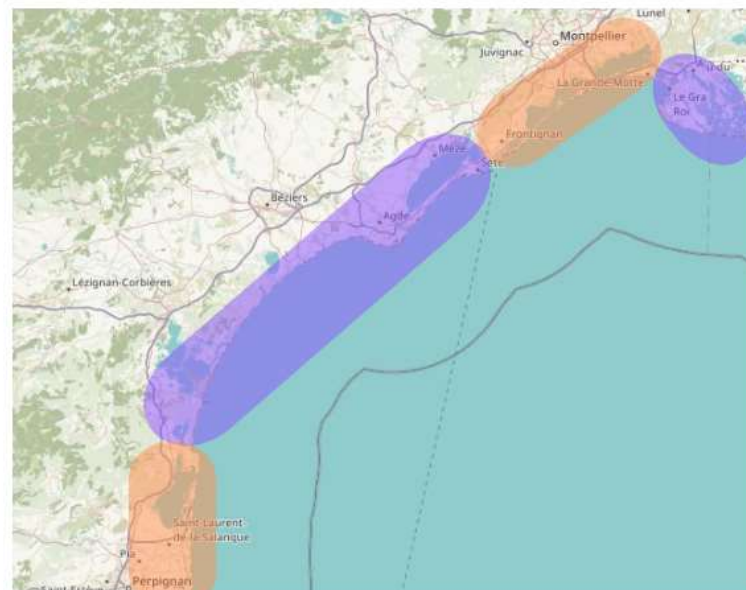 Lunel
Montpellier
Juvignac
La Grande-Motte
Le Gra
Roi
Frontignan
Mèze
Sète
Béziers
Agde
Lézignan-Corbières
Saint-Laurent
de la Salanque
Pia
Perpignan